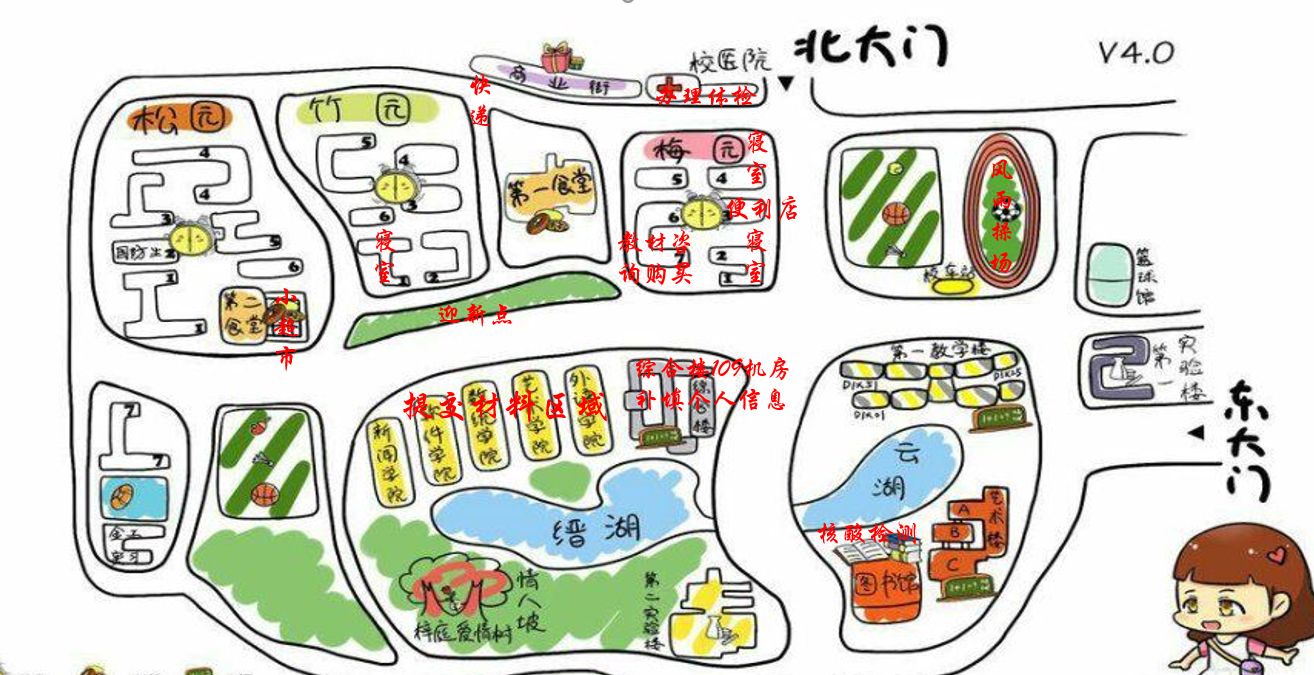 北大门
V4.0
校医院
办理体检
商业街
快递
松园
4
4
3
国防生2
5
6
1
1
第二食堂
小超市
竹园
5
4
3
6
寝室
1
2
第一食堂
梅园
寝室
5
4
6
3
便利店
教材咨
询购买
7
2
1
寝室
风雨操场
校车站
篮球馆
迎新点
第一实验楼
东大门
7
7
金工实习
提交材料区域
新闻学院
软件学院
数统学院
艺术学院
外语学院
综合楼109机房
补填个人信息
综合楼
缙湖
情人坡
梓庭爱情树
第二实验楼
第一教学楼
D1331
D1325
D1101
云湖
核酸检测
图书馆
艺术楼
A
B
C